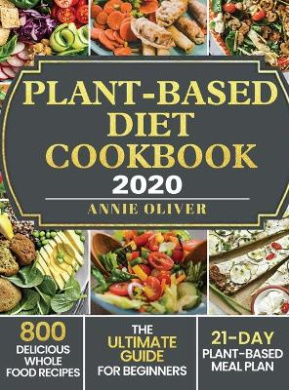 PLANT-BASED
DIET
COOKBOOK
2020
ANNIE OLIVER
800
DELICIOUS
WHOLE
FOOD RECIPES
THE
ULTIMATE
GUIDE
FOR BEGINNERS
21-DAY
PLANT-BASED
MEAL PLAN